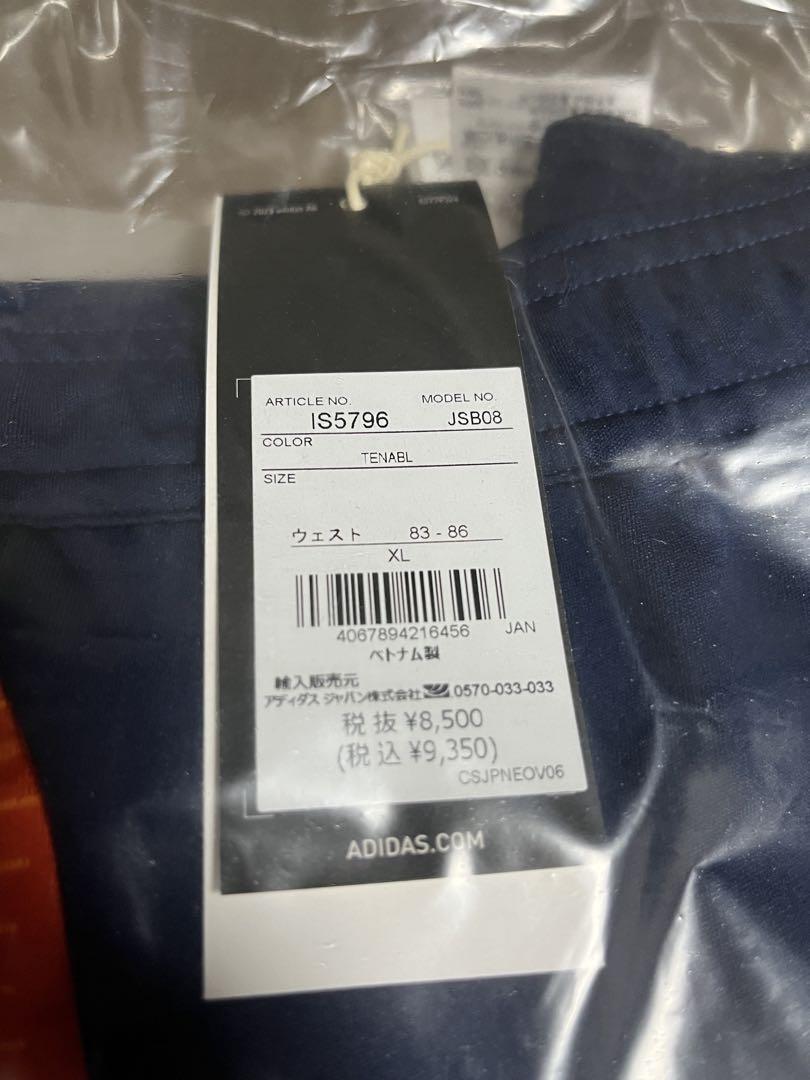 ARTICLE NO. MODEL NO.
IS5796 JSB08
COLOR
TENABL
SIZE
ウェスト 83 - 86
XL
4067894216456 JAN
ベトナム製
輸入販売元
アディダス ジャパン株式会社 0570-033-033
税抜 ¥8,500
(税込 ¥9,350)
CSJPNEOV06
ADIDAS.COM